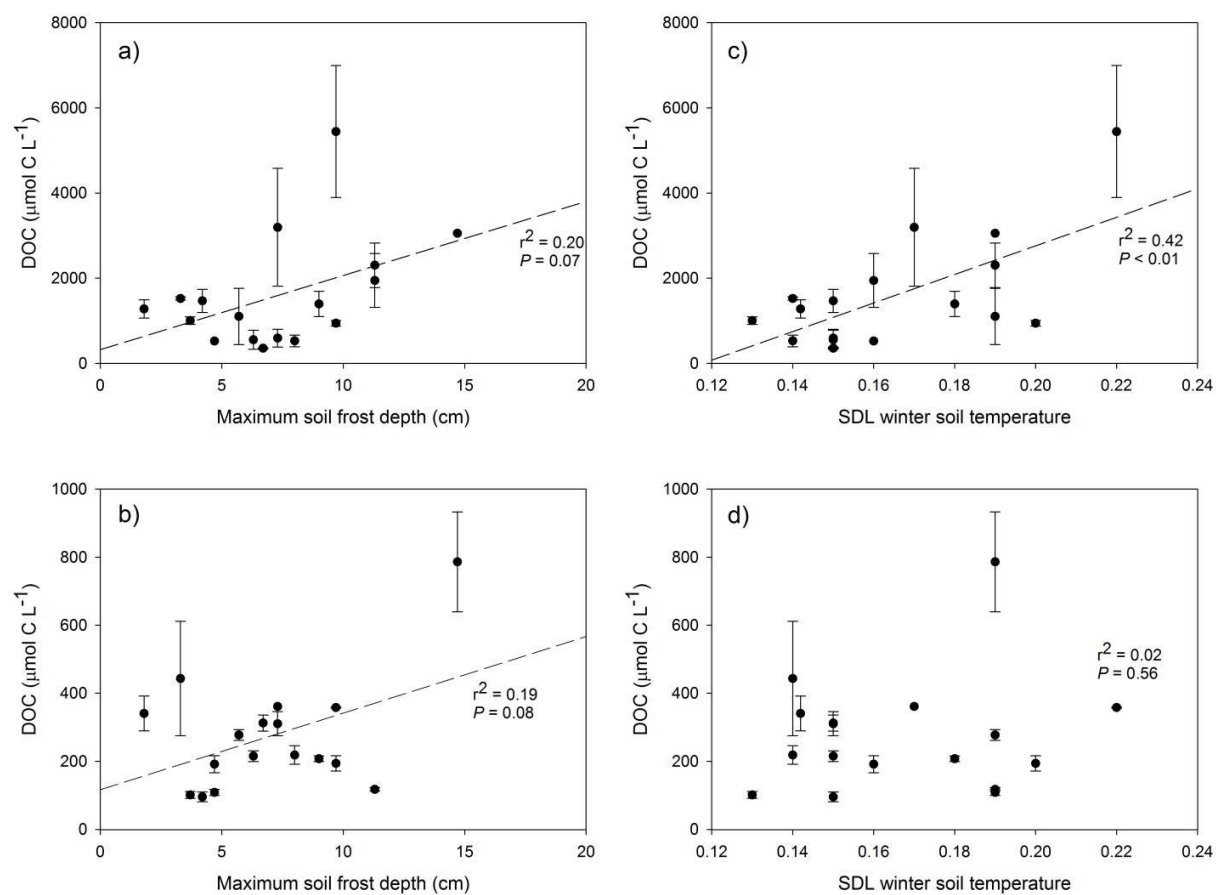 a)
8000
6000
4000
2000
0
DOC (µmol C L⁻¹)
r² = 0.20
P = 0.07
0 5 10 15 20
Maximum soil frost depth (cm)
c)
8000
6000
4000
2000
0
DOC (µmol C L⁻¹)
r² = 0.42
P < 0.01
0.12 0.14 0.16 0.18 0.20 0.22 0.24
SDL winter soil temperature
b)
1000
800
600
400
200
0
DOC (µmol C L⁻¹)
r² = 0.19
P = 0.08
0 5 10 15 20
Maximum soil frost depth (cm)
d)
1000
800
600
400
200
0
DOC (µmol C L⁻¹)
r² = 0.02
P = 0.56
0.12 0.14 0.16 0.18 0.20 0.22 0.24
SDL winter soil temperature